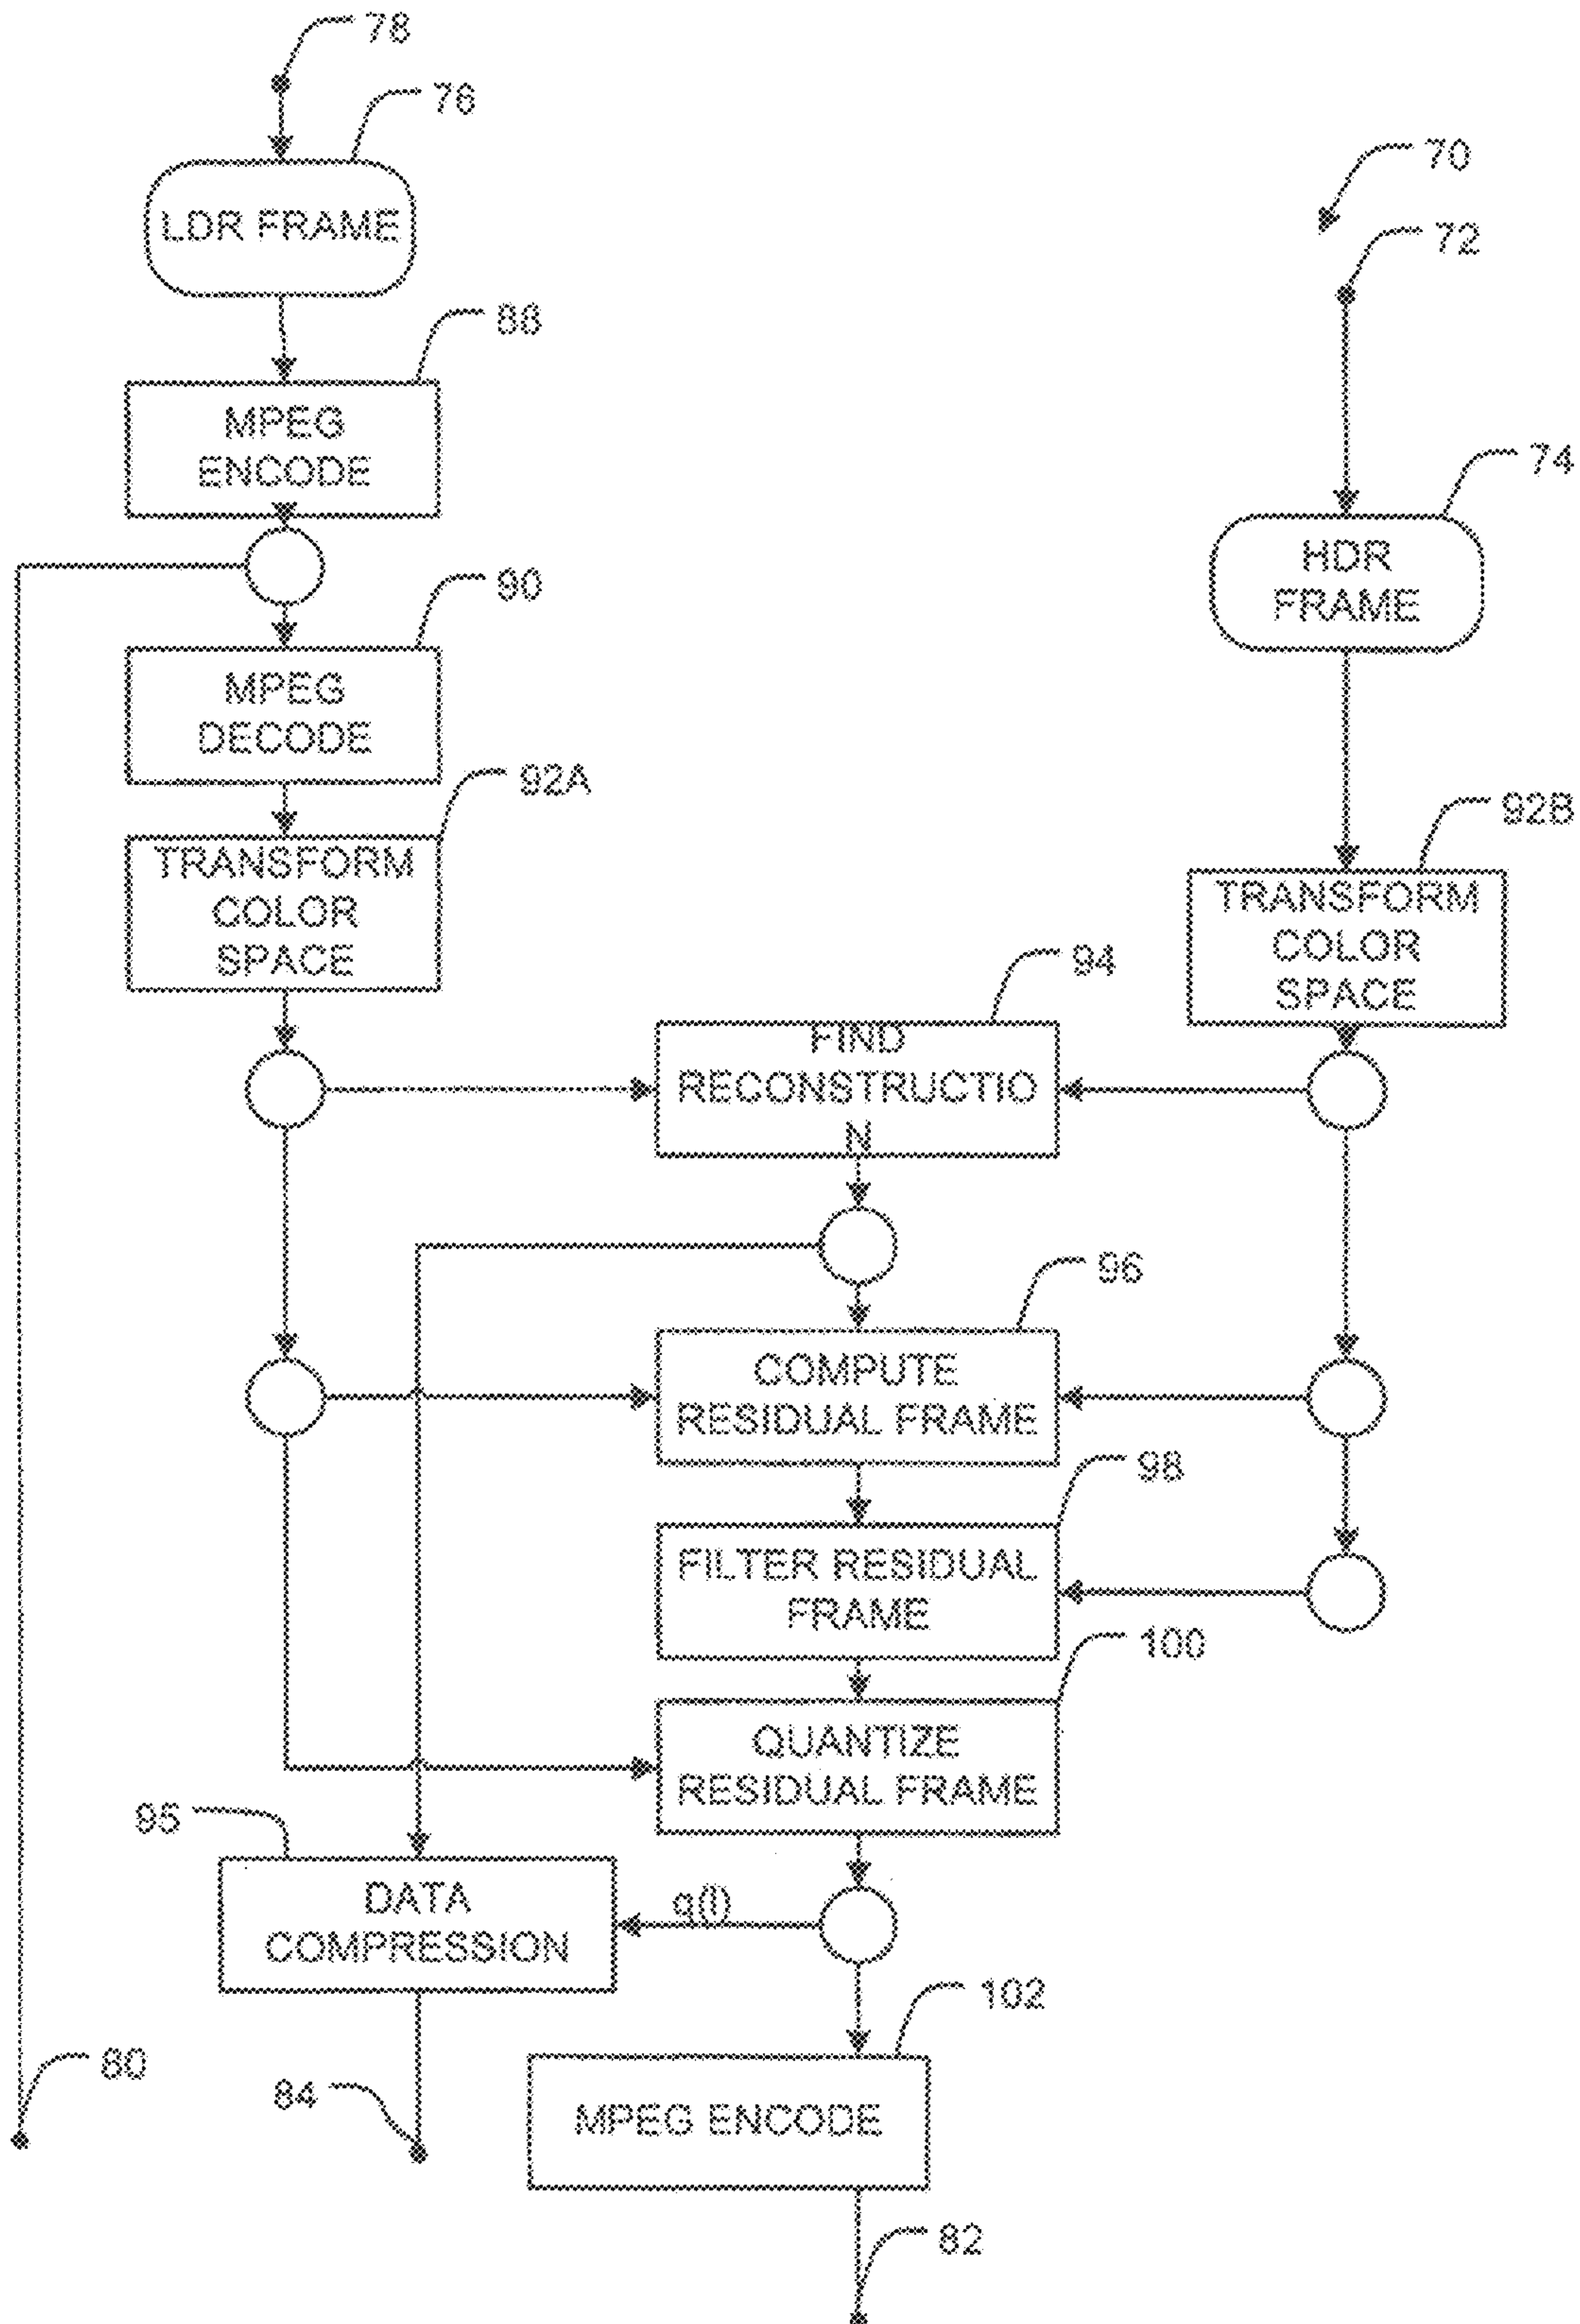 78
76
LDR FRAME
70
72
88
MPEG
ENCODE
74
HDR
FRAME
90
MPEG
DECODE
92A
TRANSFORM
COLOR
SPACE
92B
TRANSFORM
COLOR
SPACE
94
FIND
RECONSTRUCTIO
N
96
COMPUTE
RESIDUAL FRAME
98
FILTER RESIDUAL
FRAME
100
QUANTIZE
RESIDUAL FRAME
95
DATA
COMPRESSION
q(l)
102
MPEG ENCODE
80
84
82